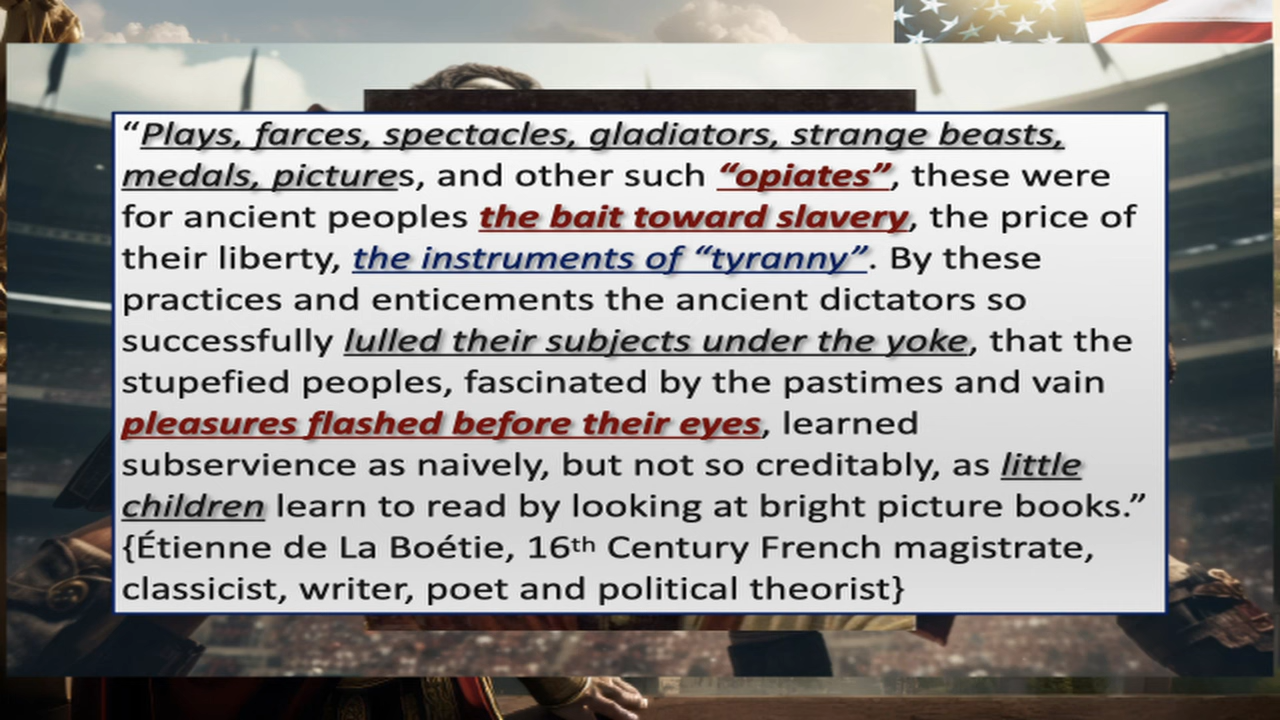 “Plays, farces, spectacles, gladiators, strange beasts,
medals, pictures, and other such “opiates”, these were
for ancient peoples the bait toward slavery, the price of
their liberty, the instruments of “tyranny”. By these
practices and enticements the ancient dictators so
successfully lulled their subjects under the yoke, that the
stupefied peoples, fascinated by the pastimes and vain
pleasures flashed before their eyes, learned
subservience as naively, but not so creditably, as little
children learn to read by looking at bright picture books.”
{Étienne de La Boétie, 16th Century French magistrate,
classicist, writer, poet and political theorist}